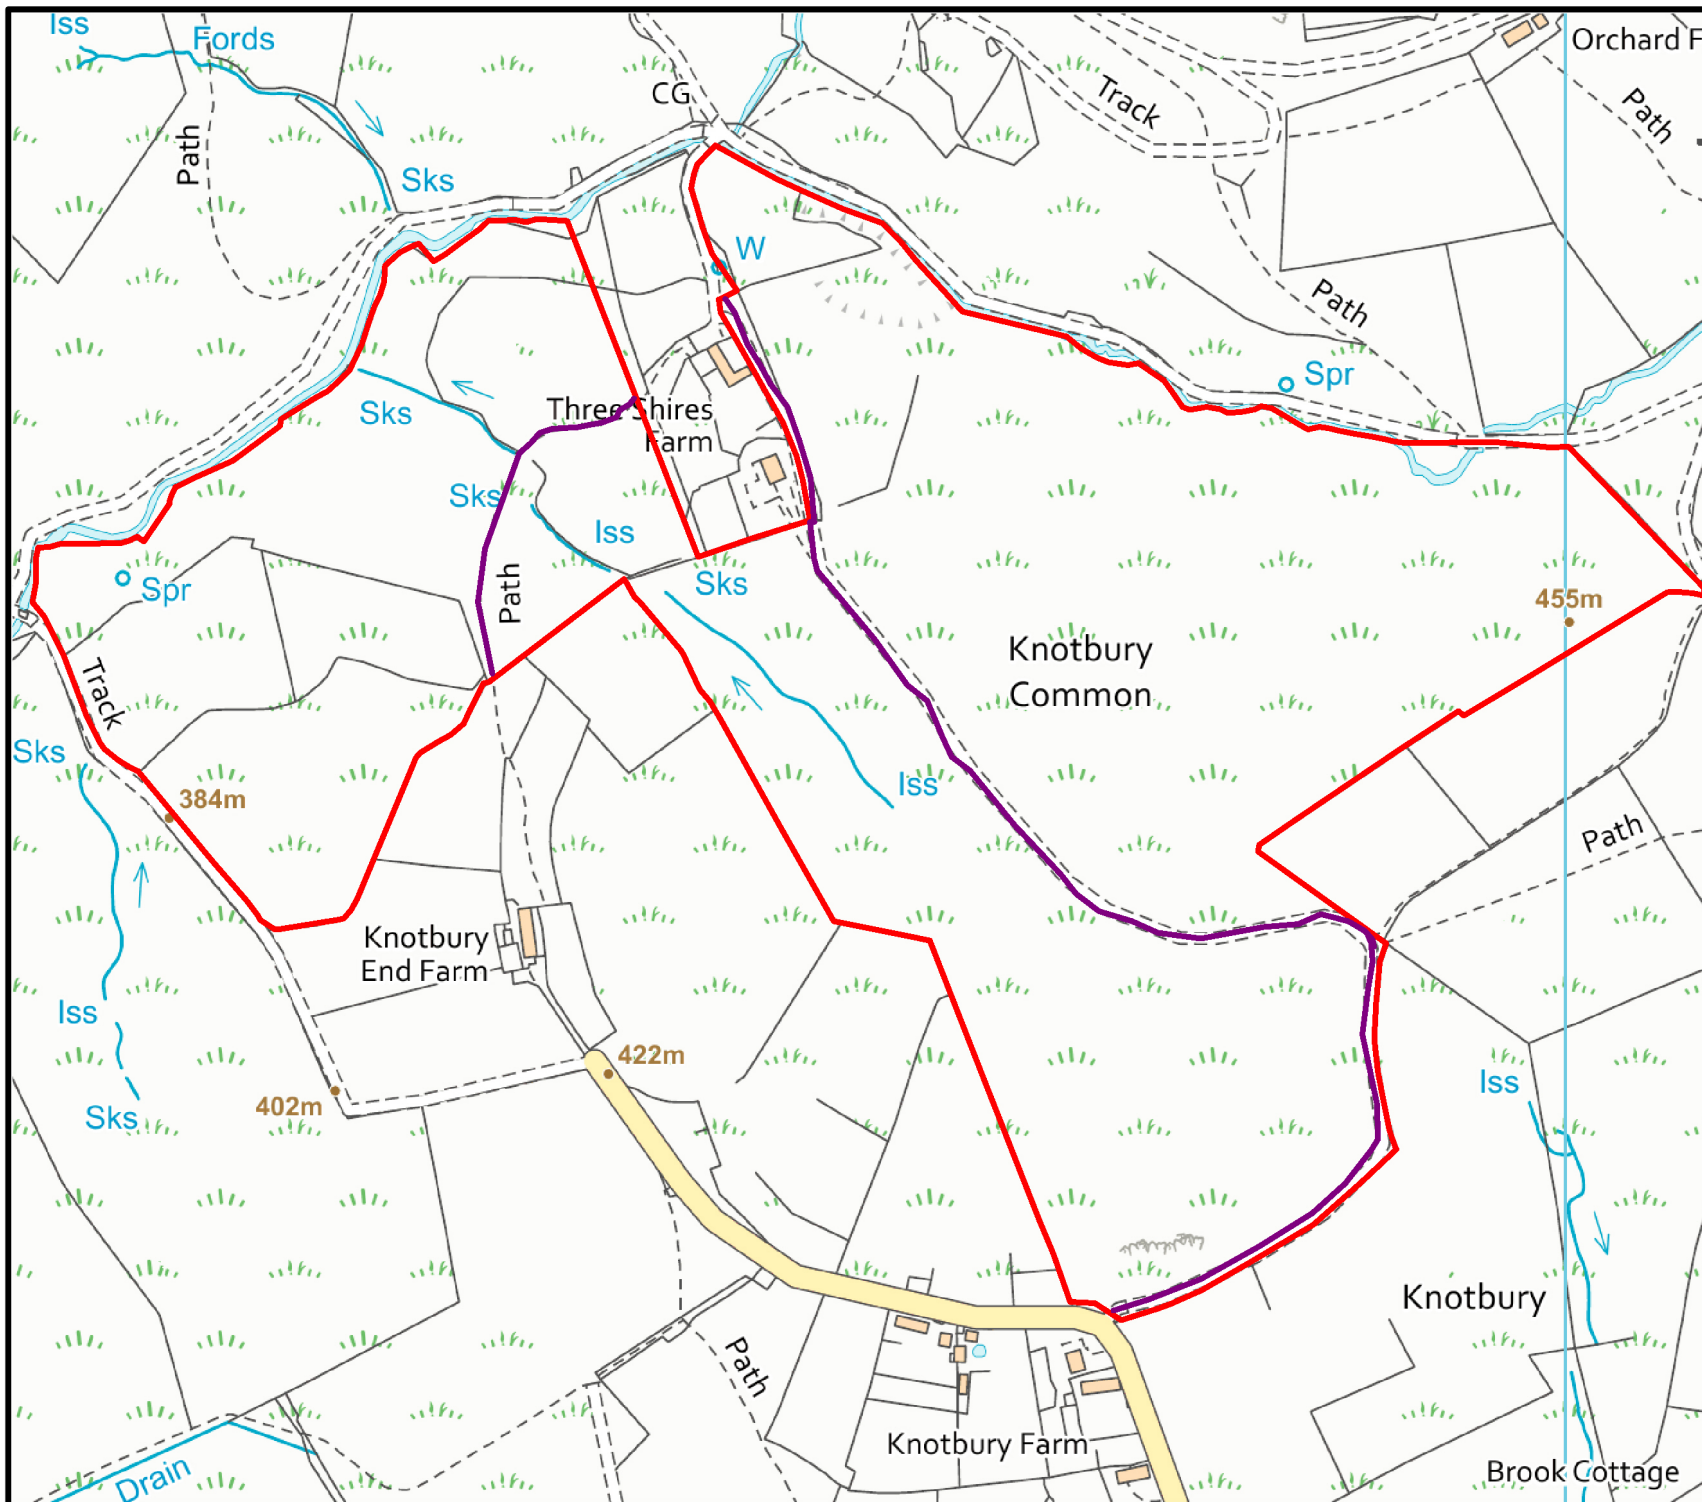 Iss
Fords
Orchard F
CG
Track
Path
Path
Sks
W
Path
Spr
Sks
Three Shires
Farm
Sks
Iss
Sks
Spr
Path
455m
Knotbury
Common
Track
Sks
384m
Iss
Path
Knotbury
End Farm
Iss
422m
Iss
402m
Sks
Knotbury
Path
Knotbury Farm
Drain
Brook Cottage